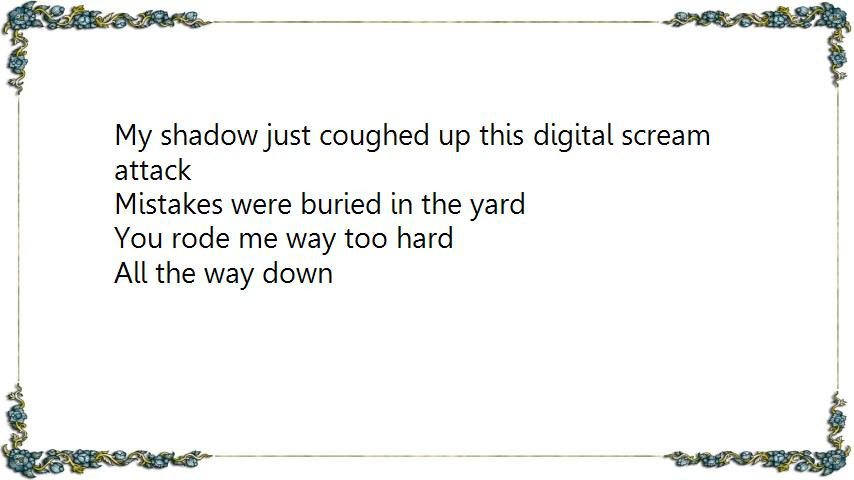 My shadow just coughed up this digital scream
attack
Mistakes were buried in the yard
You rode me way too hard
All the way down